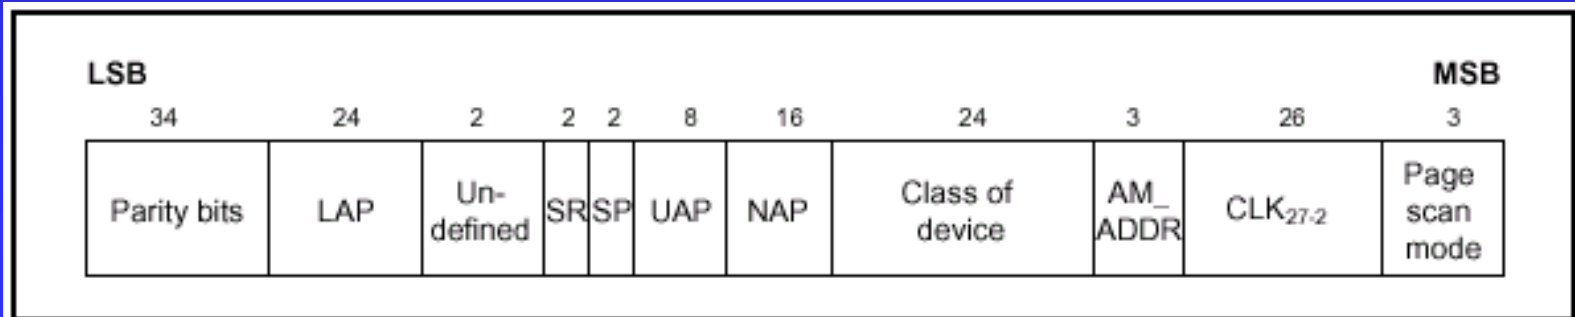 LSB MSB
34 24 2 2 2 8 16 24 3 26 3
Parity bits LAP Un-
defined SR SP UAP NAP Class of
device AM_
ADDR CLK27-2 Page
scan
mode